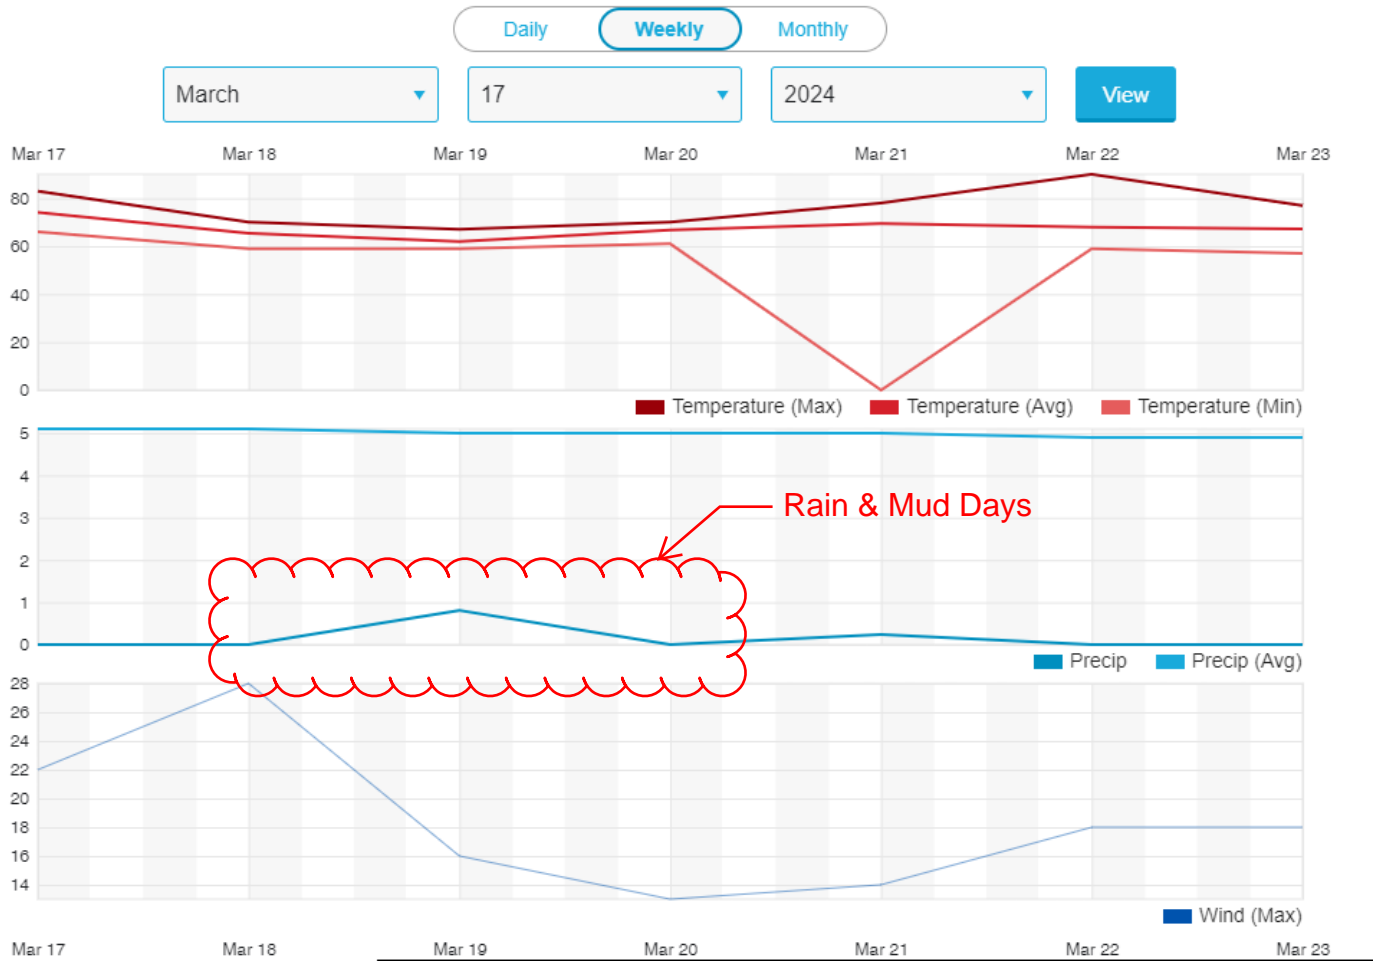 Daily Weekly Monthly
March 17 2024 View
Mar 17 Mar 18 Mar 19 Mar 20 Mar 21 Mar 22 Mar 23
80
60
40
20
0
Temperature (Max) Temperature (Avg) Temperature (Min)
5
4
3
Rain & Mud Days
2
1
0
Precip Precip (Avg)
28
26
24
22
20
18
16
14
Wind (Max)
Mar 17 Mar 18 Mar 19 Mar 20 Mar 21 Mar 22 Mar 23